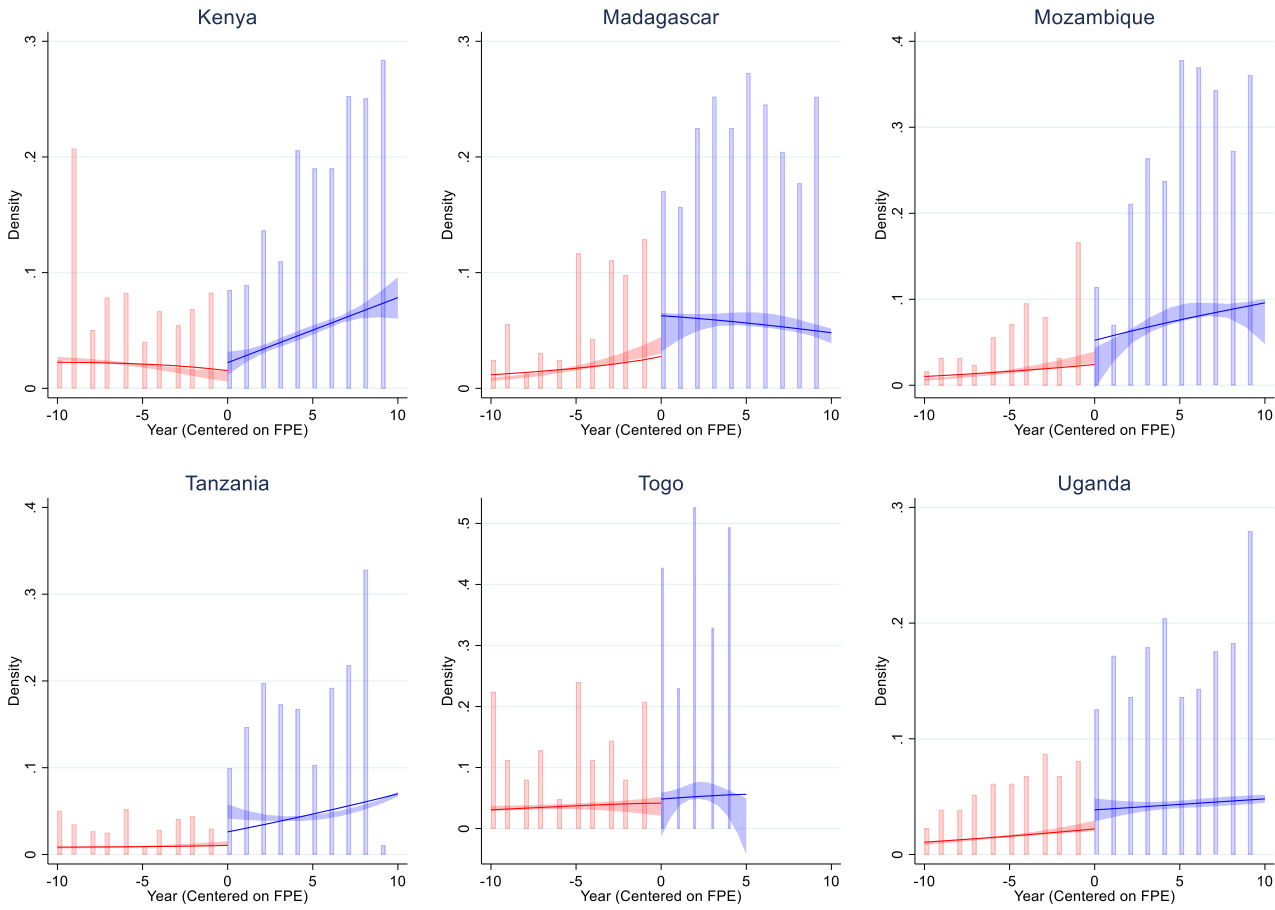 Kenya
.3
.2
.1
0
Density
-10 -5 0 5 10
Year (Centered on FPE)
Madagascar
.3
.2
.1
0
Density
-10 -5 0 5 10
Year (Centered on FPE)
Mozambique
.4
.3
.2
.1
0
Density
-10 -5 0 5 10
Year (Centered on FPE)
Tanzania
.4
.3
.2
.1
0
Density
-10 -5 0 5 10
Year (Centered on FPE)
Togo
.5
.4
.3
.2
.1
0
Density
-10 -5 0 5 10
Year (Centered on FPE)
Uganda
.3
.2
.1
0
Density
-10 -5 0 5 10
Year (Centered on FPE)